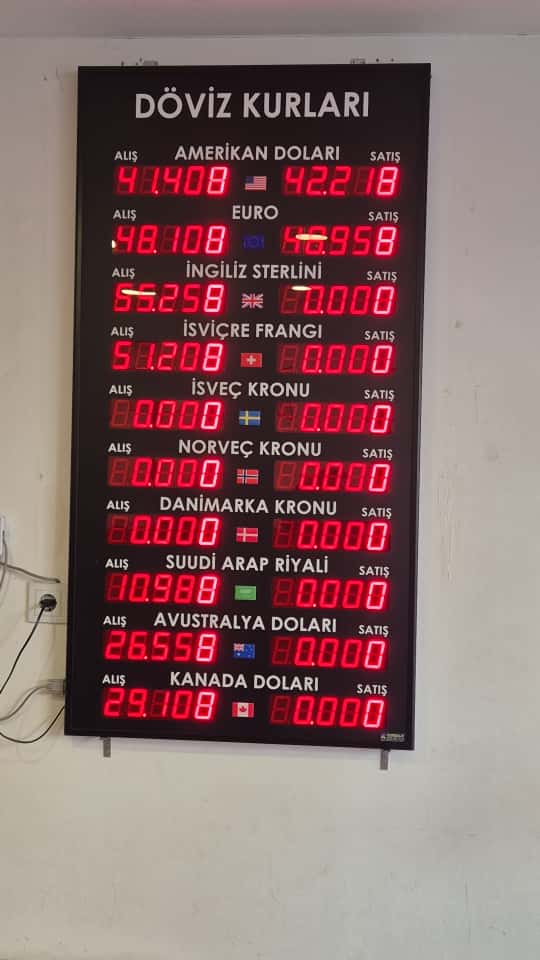 DÖVİZ KURLARI
ALIŞ AMERİKAN DOLARI SATIŞ
41.408 42.218
ALIŞ EURO SATIŞ
48.108 48.958
ALIŞ İNGİLİZ STERLİNİ SATIŞ
55.258 0.000
ALIŞ İSVİÇRE FRANGI SATIŞ
51.208 0.000
ALIŞ İSVEÇ KRONU SATIŞ
0.000 0.000
ALIŞ NORVEÇ KRONU SATIŞ
0.000 0.000
ALIŞ DANİMARKA KRONU SATIŞ
0.000 0.000
ALIŞ SUUDİ ARAP RİYALİ SATIŞ
10.988 0.000
ALIŞ AVUSTRALYA DOLARI SATIŞ
26.558 0.000
ALIŞ KANADA DOLARI SATIŞ
29.108 0.000